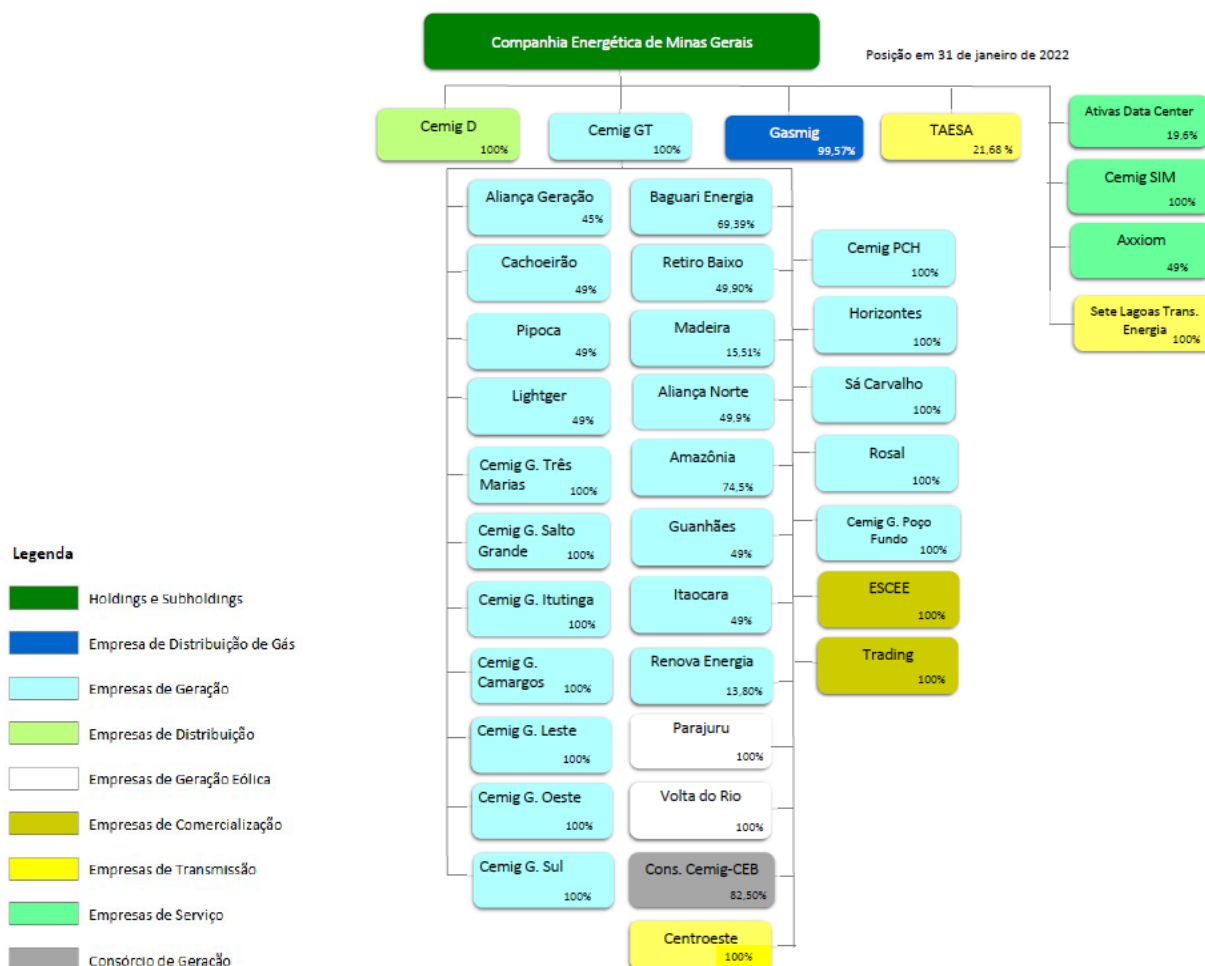 Companhia Energética de Minas Gerais
Posição em 31 de janeiro de 2022
Cemig D
100%
Cemig GT
100%
Gasmig
99,57%
TAESA
21,68 %
Ativas Data Center
19,6%
Cemig SIM
100%
Axxiom
49%
Sete Lagoas Trans.
Energia
100%
Aliança Geração
45%
Cachoeirão
49%
Pipoca
49%
Lightger
49%
Cemig G. Três
Marias
100%
Cemig G. Salto
Grande
100%
Cemig G. Itutinga
100%
Cemig G.
Camargos
100%
Cemig G. Leste
100%
Cemig G. Oeste
100%
Cemig G. Sul
100%
Baguari Energia
69,39%
Retiro Baixo
49,90%
Madeira
15,51%
Aliança Norte
49,9%
Amazônia
74,5%
Guanhães
49%
Itaocara
49%
Renova Energia
13,80%
Parajuru
100%
Volta do Rio
100%
Cons. Cemig-CEB
82,50%
Centroeste
100%
Cemig PCH
100%
Horizontes
100%
Sá Carvalho
100%
Rosal
100%
Cemig G. Poço
Fundo
100%
ESCEE
100%
Trading
100%
Legenda
Holdings e Subholdings
Empresa de Distribuição de Gás
Empresas de Geração
Empresas de Distribuição
Empresas de Geração Eólica
Empresas de Comercialização
Empresas de Transmissão
Empresas de Serviço
Consórcio de Geração